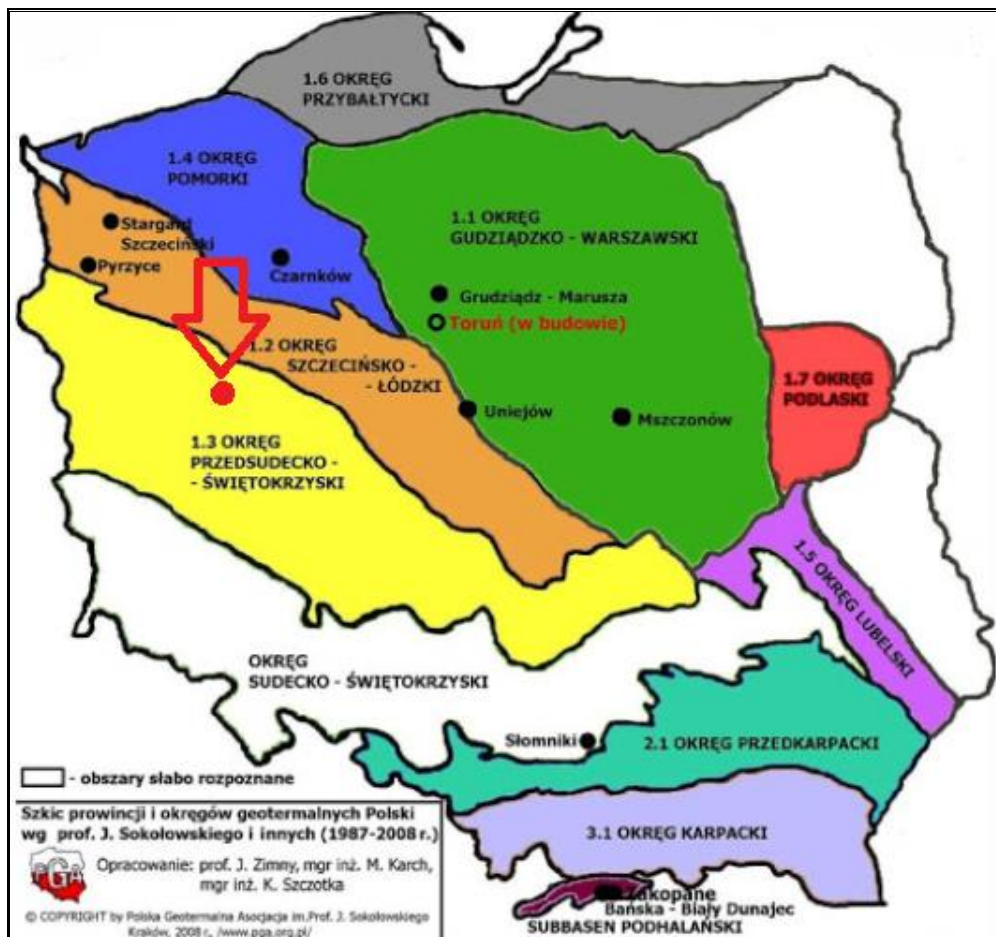 1.6 OKRĘG
PRZYBAŁTYCKI
1.4 OKRĘG
POMORKI
Stargard
Szczeciński
Pyrzyce
Czarnków
1.1 OKRĘG
GUDZIĄDZKO - WARSZAWSKI
Grudziądz - Marusza
Toruń (w budowie)
1.2 OKRĘG
SZCZECIŃSKO -
- ŁÓDZKI
Uniejów
Mszczonów
1.7 OKRĘG
PODLASKI
1.3 OKRĘG
PRZEDSUDECKO -
- ŚWIĘTOKRZYSKI
1.5 OKRĘG LUBELSKI
OKRĘG
SUDECKO - ŚWIĘTOKRZYSKI
Słomniki
2.1 OKRĘG PRZEDKARPACKI
- obszary słabo rozpoznane
3.1 OKRĘG KARPACKI
Zakopane
Bańska - Biały Dunajec
SUBBASEN PODHALAŃSKI
Szkic prowincji i okręgów geotermalnych Polski
wg prof. J. Sokołowskiego i innych (1987-2008 r.)
PGA
Opracowanie: prof. J. Zimny, mgr inż. M. Karch,
mgr inż. K. Szczotka
© COPYRIGHT by Polska Geotermalna Asocjacja im.Prof. J. Sokołowskiego
Kraków, 2008 r., /www.pga.org.pl/